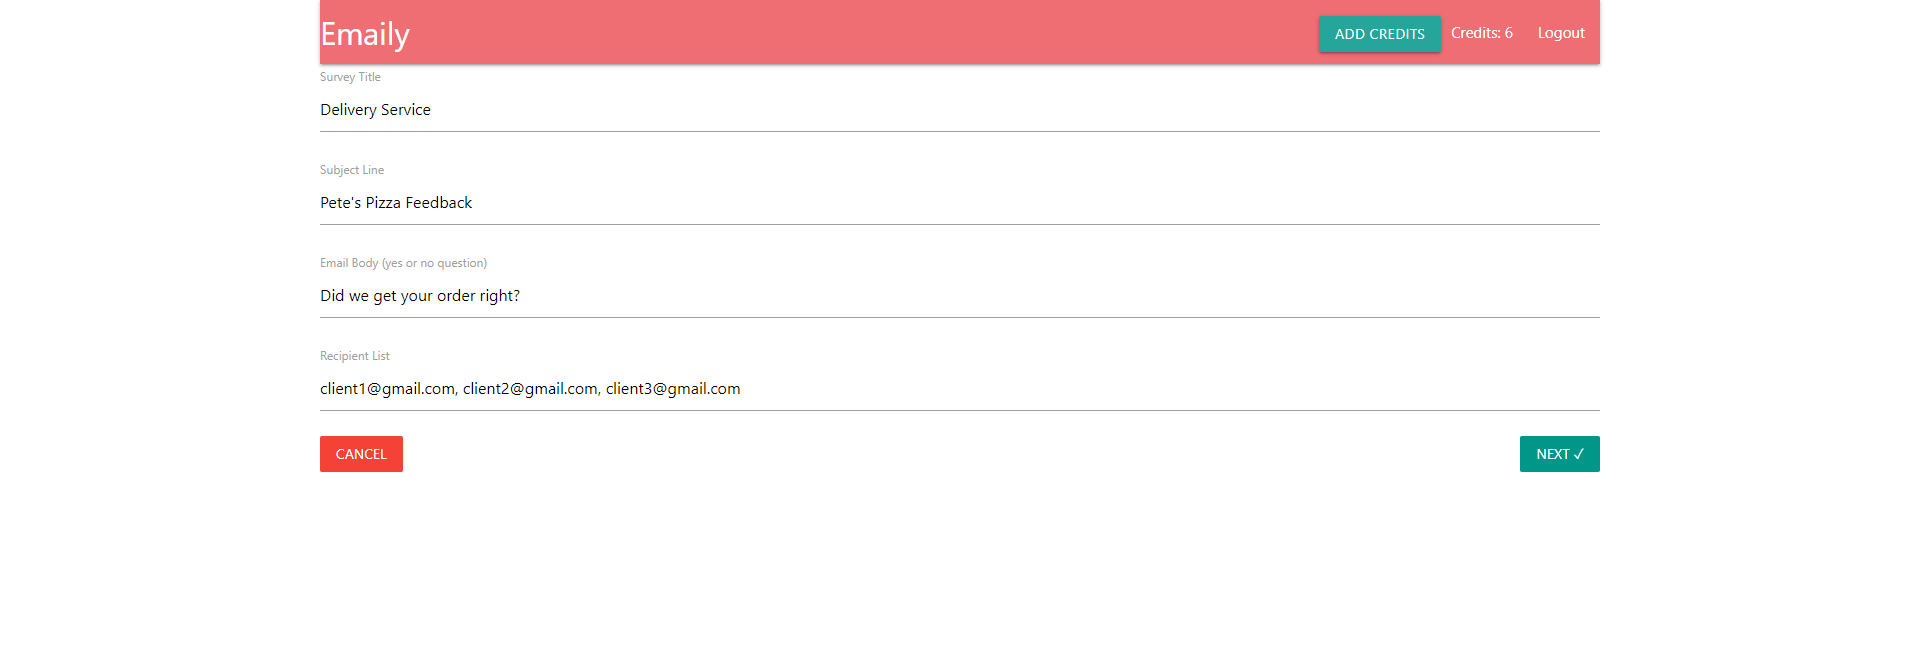 Emaily
ADD CREDITS Credits: 6 Logout
Survey Title
Delivery Service
Subject Line
Pete's Pizza Feedback
Email Body (yes or no question)
Did we get your order right?
Recipient List
client1@gmail.com, client2@gmail.com, client3@gmail.com
CANCEL
NEXT ✓